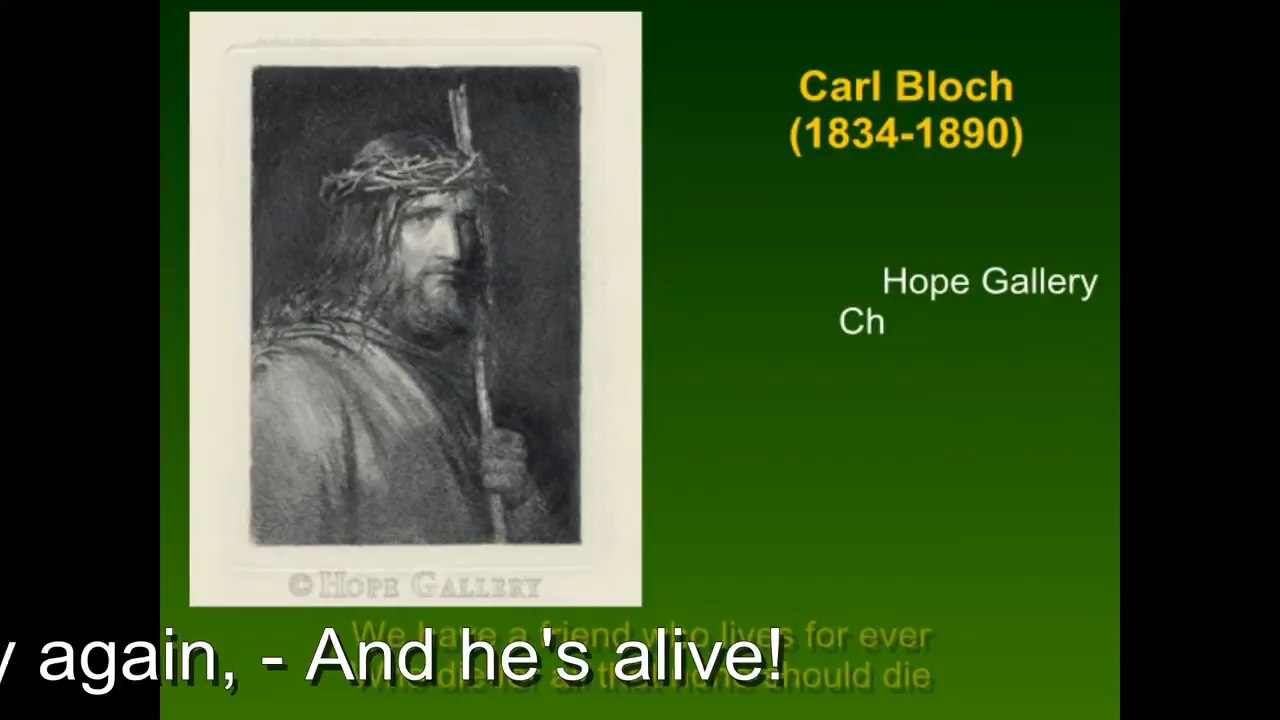 Carl Bloch
(1834-1890)
Hope Gallery
Ch
© HOPE GALLERY
We have a friend who lives for ever
Who die for all that none should die
y again, - And he's alive!